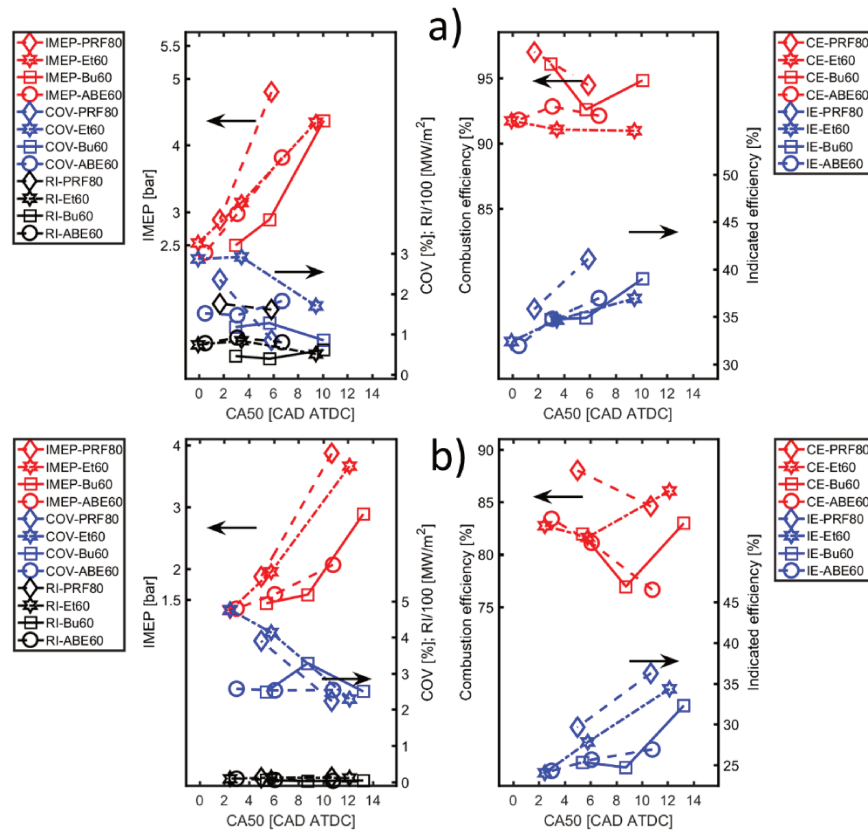 a)
IMEP-PRF80
IMEP-Et60
IMEP-Bu60
IMEP-ABE60
COV-PRF80
COV-Et60
COV-Bu60
COV-ABE60
RI-PRF80
RI-Et60
RI-Bu60
RI-ABE60
5.5
5
4
3
2.5
IMEP [bar]
3
2
1
0
COV [%]; RI/100 [MW/m²]
0 2 4 6 8 10 12 14
CA50 [CAD ATDC]
95
90
85
Combustion efficiency [%]
50
45
40
35
30
Indicated efficiency [%]
0 2 4 6 8 10 12 14
CA50 [CAD ATDC]
CE-PRF80
CE-Et60
CE-Bu60
CE-ABE60
IE-PRF80
IE-Et60
IE-Bu60
IE-ABE60
b)
IMEP-PRF80
IMEP-Et60
IMEP-Bu60
IMEP-ABE60
COV-PRF80
COV-Et60
COV-Bu60
COV-ABE60
RI-PRF80
RI-Et60
RI-Bu60
RI-ABE60
4
3
2
1.5
IMEP [bar]
5
4
3
2
1
0
COV [%]; RI/100 [MW/m²]
0 2 4 6 8 10 12 14
CA50 [CAD ATDC]
90
85
80
75
Combustion efficiency [%]
45
40
35
30
25
Indicated efficiency [%]
0 2 4 6 8 10 12 14
CA50 [CAD ATDC]
CE-PRF80
CE-Et60
CE-Bu60
CE-ABE60
IE-PRF80
IE-Et60
IE-Bu60
IE-ABE60